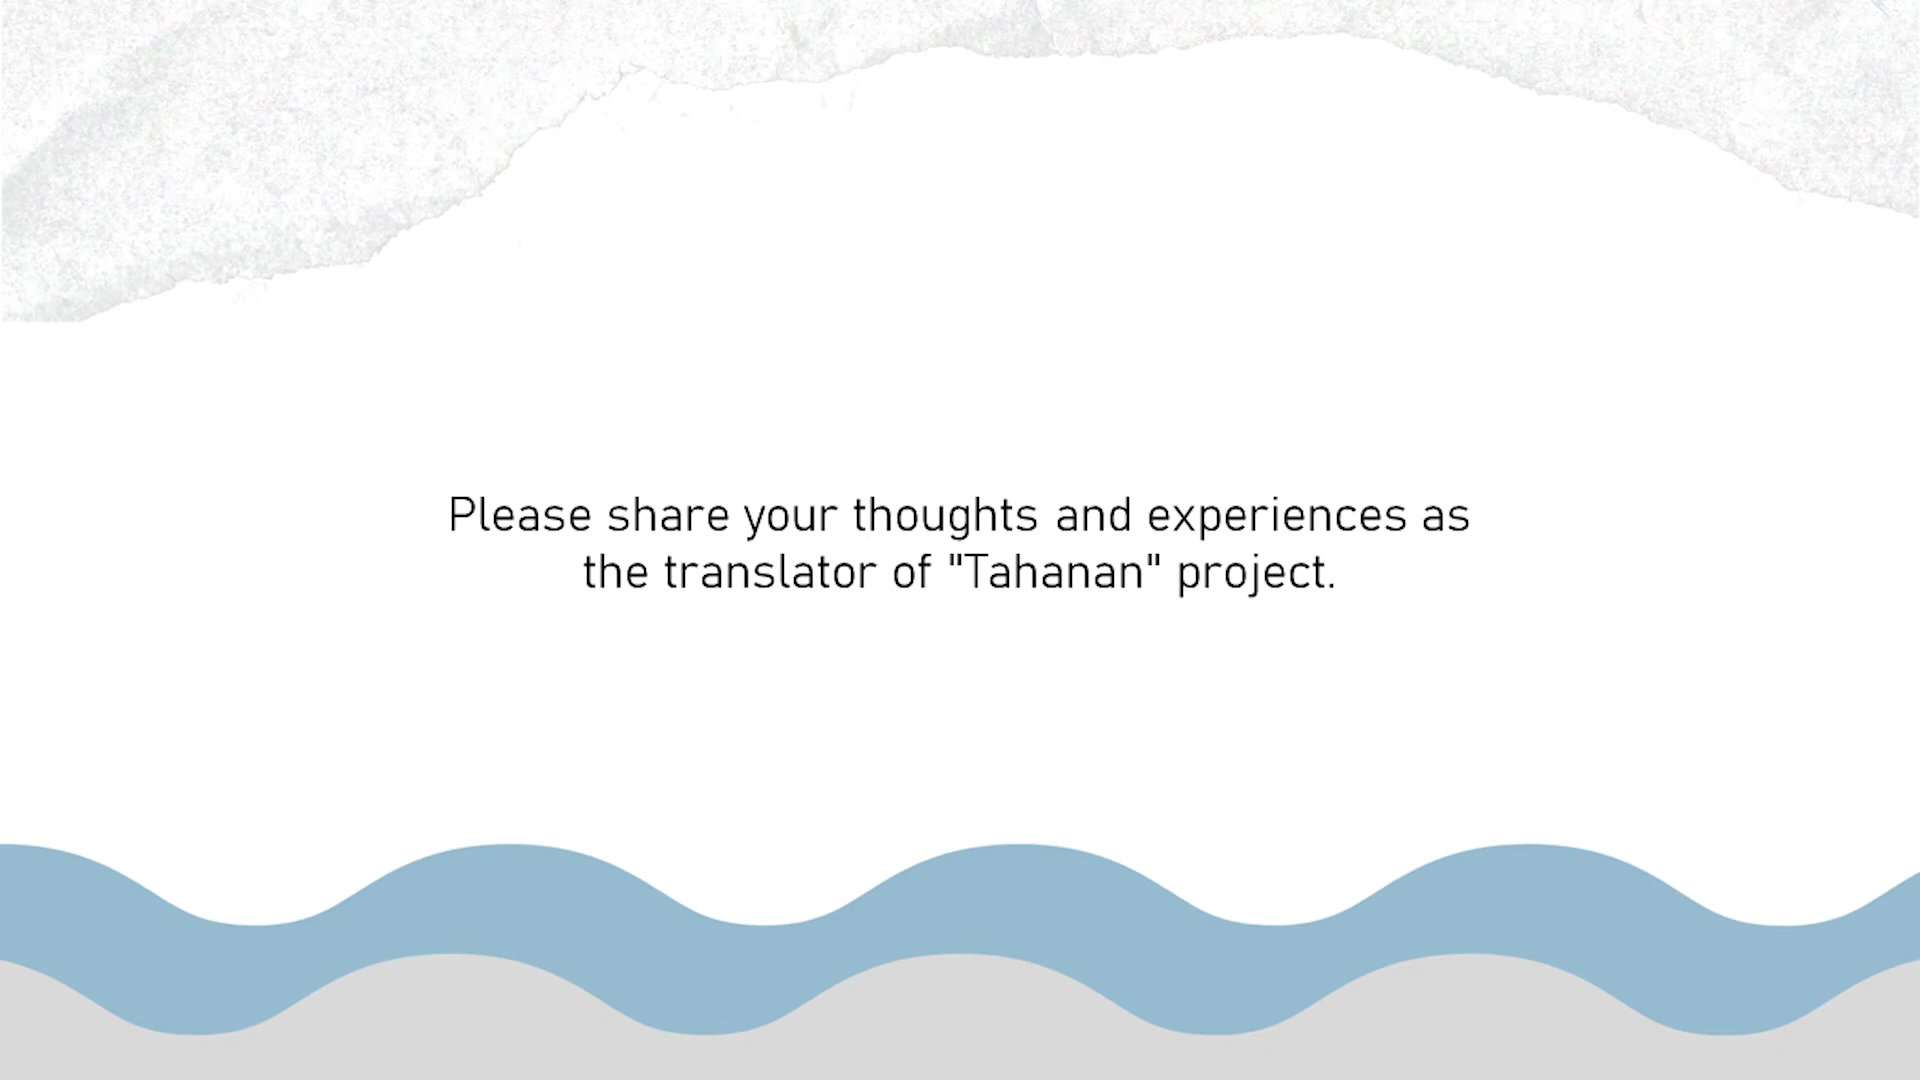 Please share your thoughts and experiences as
the translator of "Tahanan" project.